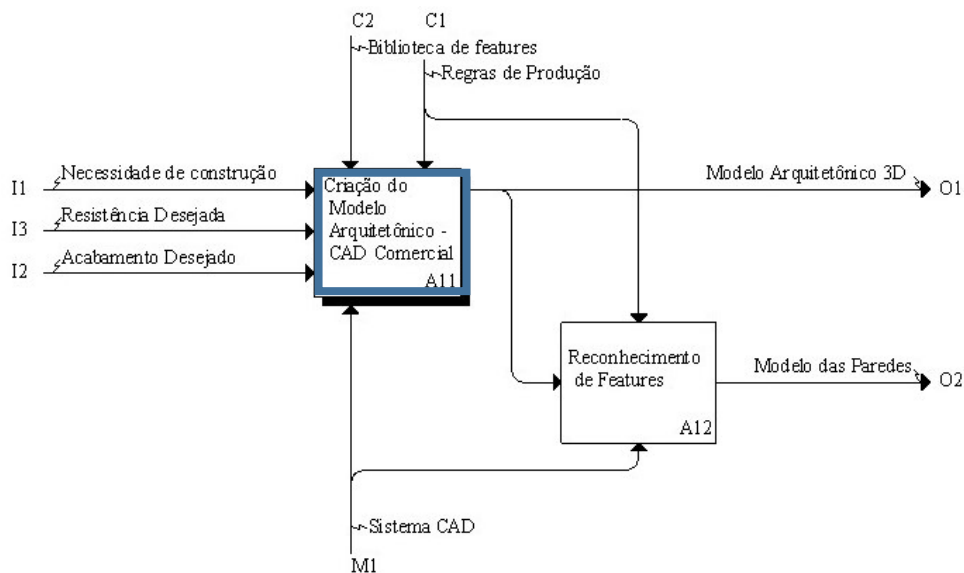 C2
C1
Biblioteca de features
Regras de Produção
I1
Necessidade de construção
I3
Resistência Desejada
I2
Acabamento Desejado
Criação do
Modelo
Arquitetônico -
CAD Comercial
A11
Modelo Arquitetônico 3D
O1
Reconhecimento
de Features
A12
Modelo das Paredes
O2
Sistema CAD
M1